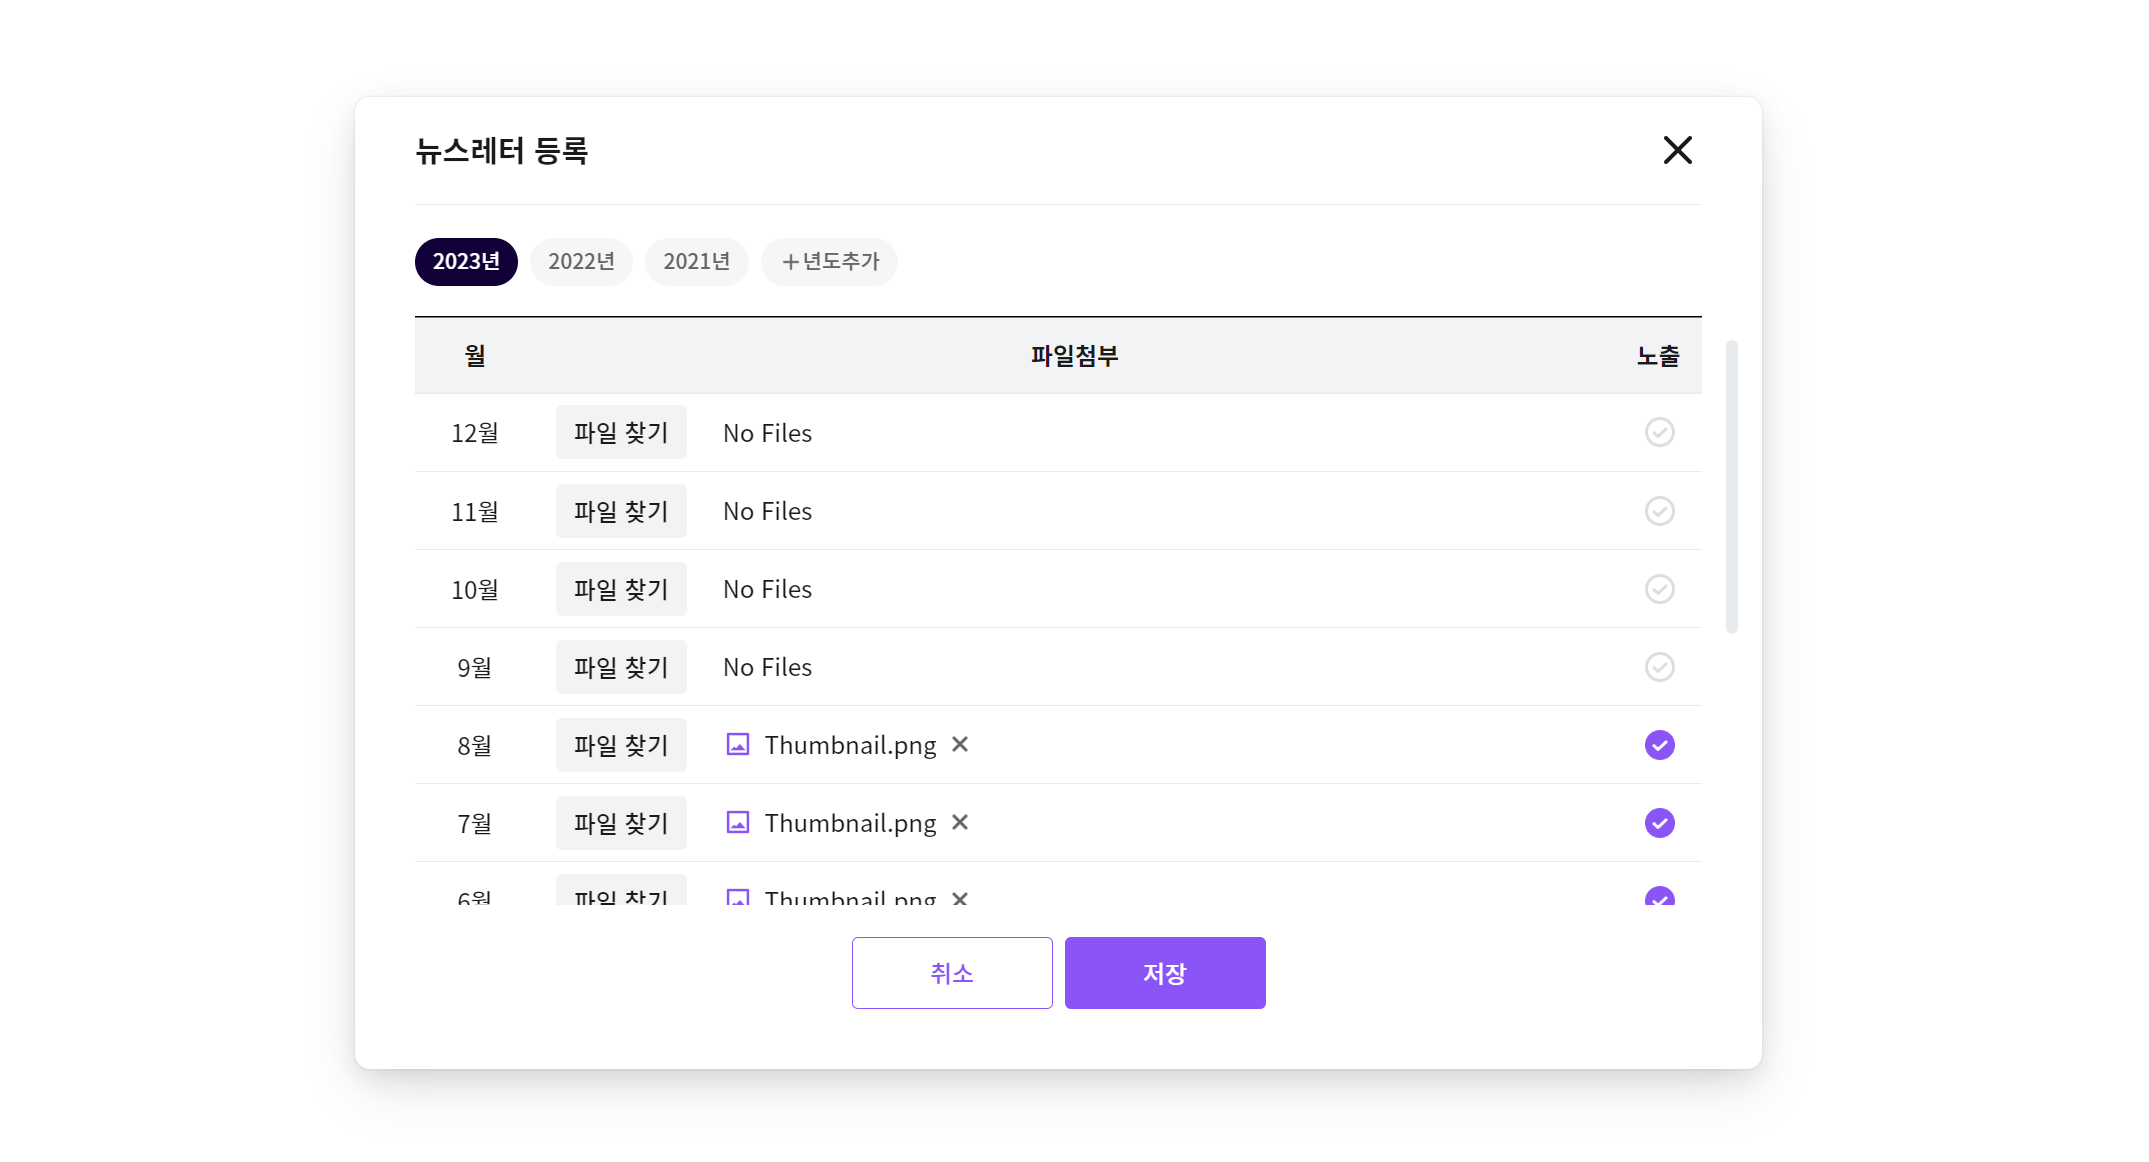 뉴스레터 등록
2023년 2022년 2021년 +년도추가
월 파일첨부 노출
12월 파일 찾기 No Files
11월 파일 찾기 No Files
10월 파일 찾기 No Files
9월 파일 찾기 No Files
8월 파일 찾기 Thumbnail.png
7월 파일 찾기 Thumbnail.png
6월 파일 찾기 Thumbnail.png
취소 저장